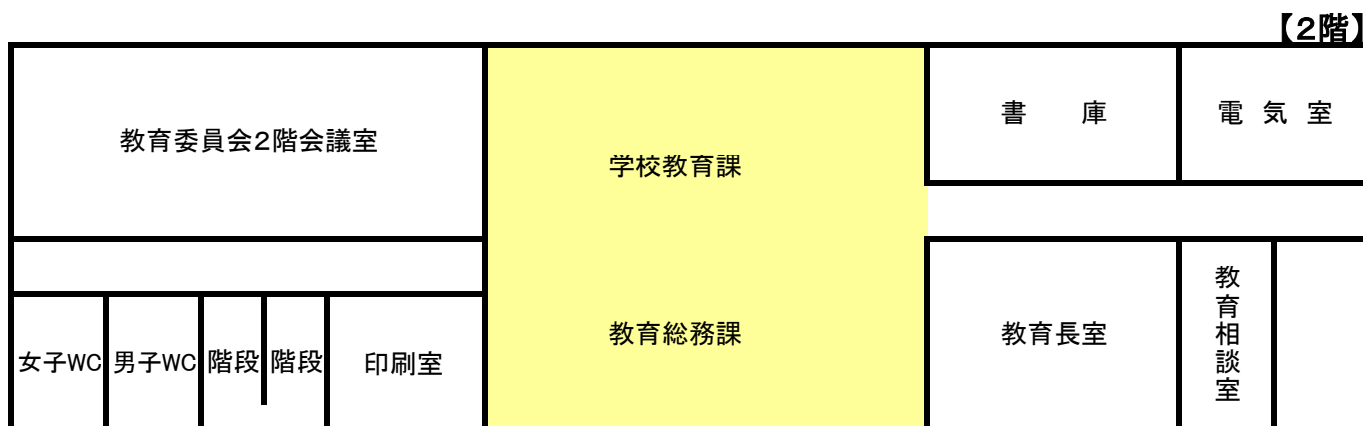 【2階】
教育委員会2階会議室
学校教育課
書　庫
電 気 室
女子WC
男子WC
階段
階段
印刷室
教育総務課
教育長室
教育相談室